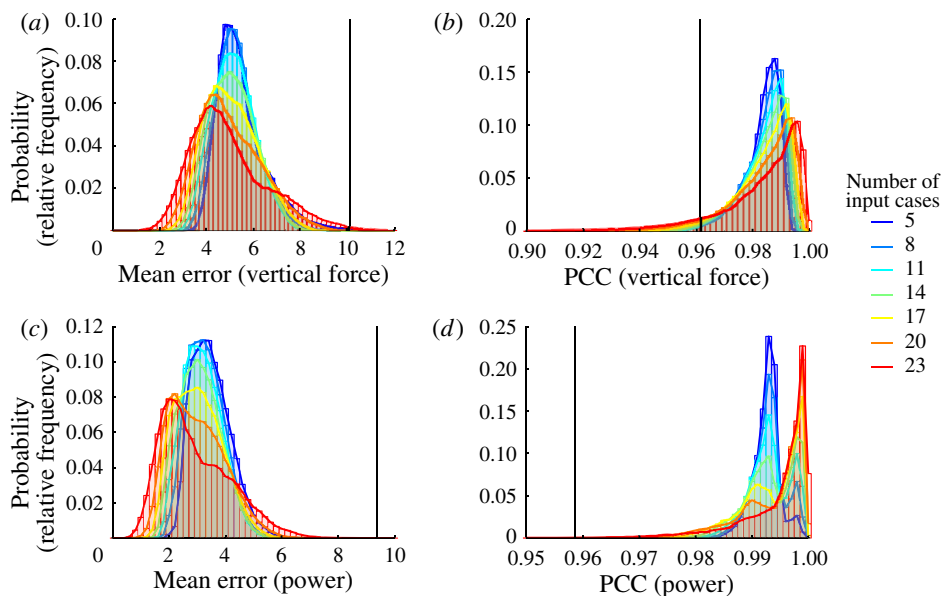 (a)
Probability
(relative frequency)
0.10
0.08
0.06
0.04
0.02
0 2 4 6 8 10 12
Mean error (vertical force)
(b)
0.20
0.15
0.10
0.05
0
0.90 0.92 0.94 0.96 0.98 1.00
PCC (vertical force)
Number of
input cases
5
8
11
14
17
20
23
(c)
Probability
(relative frequency)
0.12
0.10
0.08
0.06
0.04
0.02
0 2 4 6 8 10
Mean error (power)
(d)
0.25
0.20
0.15
0.10
0.05
0
0.95 0.96 0.97 0.98 0.99 1.00
PCC (power)